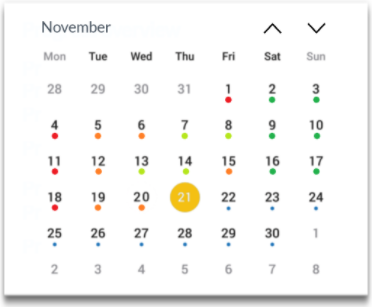 November
Mon Tue Wed Thu Fri Sat Sun
28 29 30 31 1 2 3
4 5 6 7 8 9 10
11 12 13 14 15 16 17
18 19 20 21 22 23 24
25 26 27 28 29 30 1
2 3 4 5 6 7 8